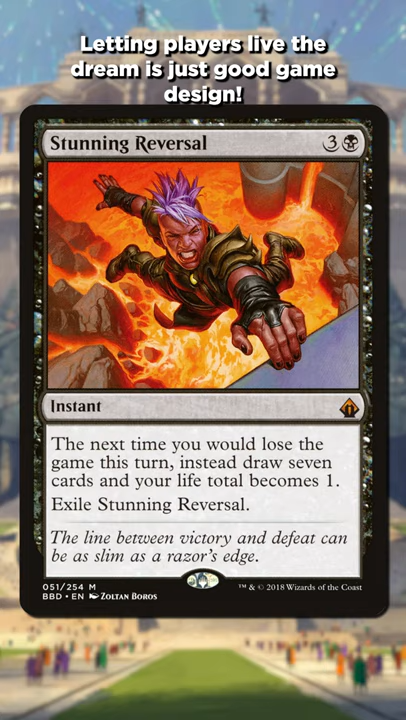 Letting players live the
dream is just good game
design!
Stunning Reversal 3
Instant
The next time you would lose the
game this turn, instead draw seven
cards and your life total becomes 1.
Exile Stunning Reversal.
The line between victory and defeat can
be as slim as a razor's edge.
051/254 M
BBD • EN Zoltan Boros
™ & © 2018 Wizards of the Coast